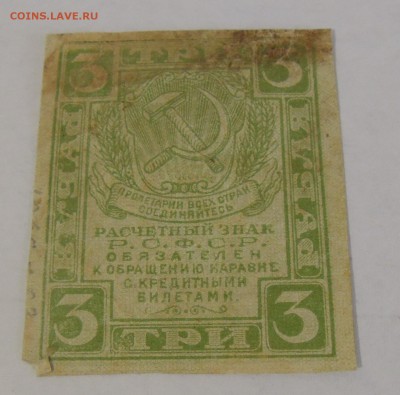 COINS.LAVE.RU
3 ТРИ 3
РУБЛЯ
РУБЛЯ
ПРОЛЕТАРИИ ВСЕХ СТРАН
СОЕДИНЯЙТЕСЬ
РАСЧЕТНЫЙ ЗНАК
Р.С.Ф.С.Р.
ОБЯЗАТЕЛЕН
К ОБРАЩЕНИЮ НАРАВНЕ
С КРЕДИТНЫМИ
БИЛЕТАМИ.
3 ТРИ 3